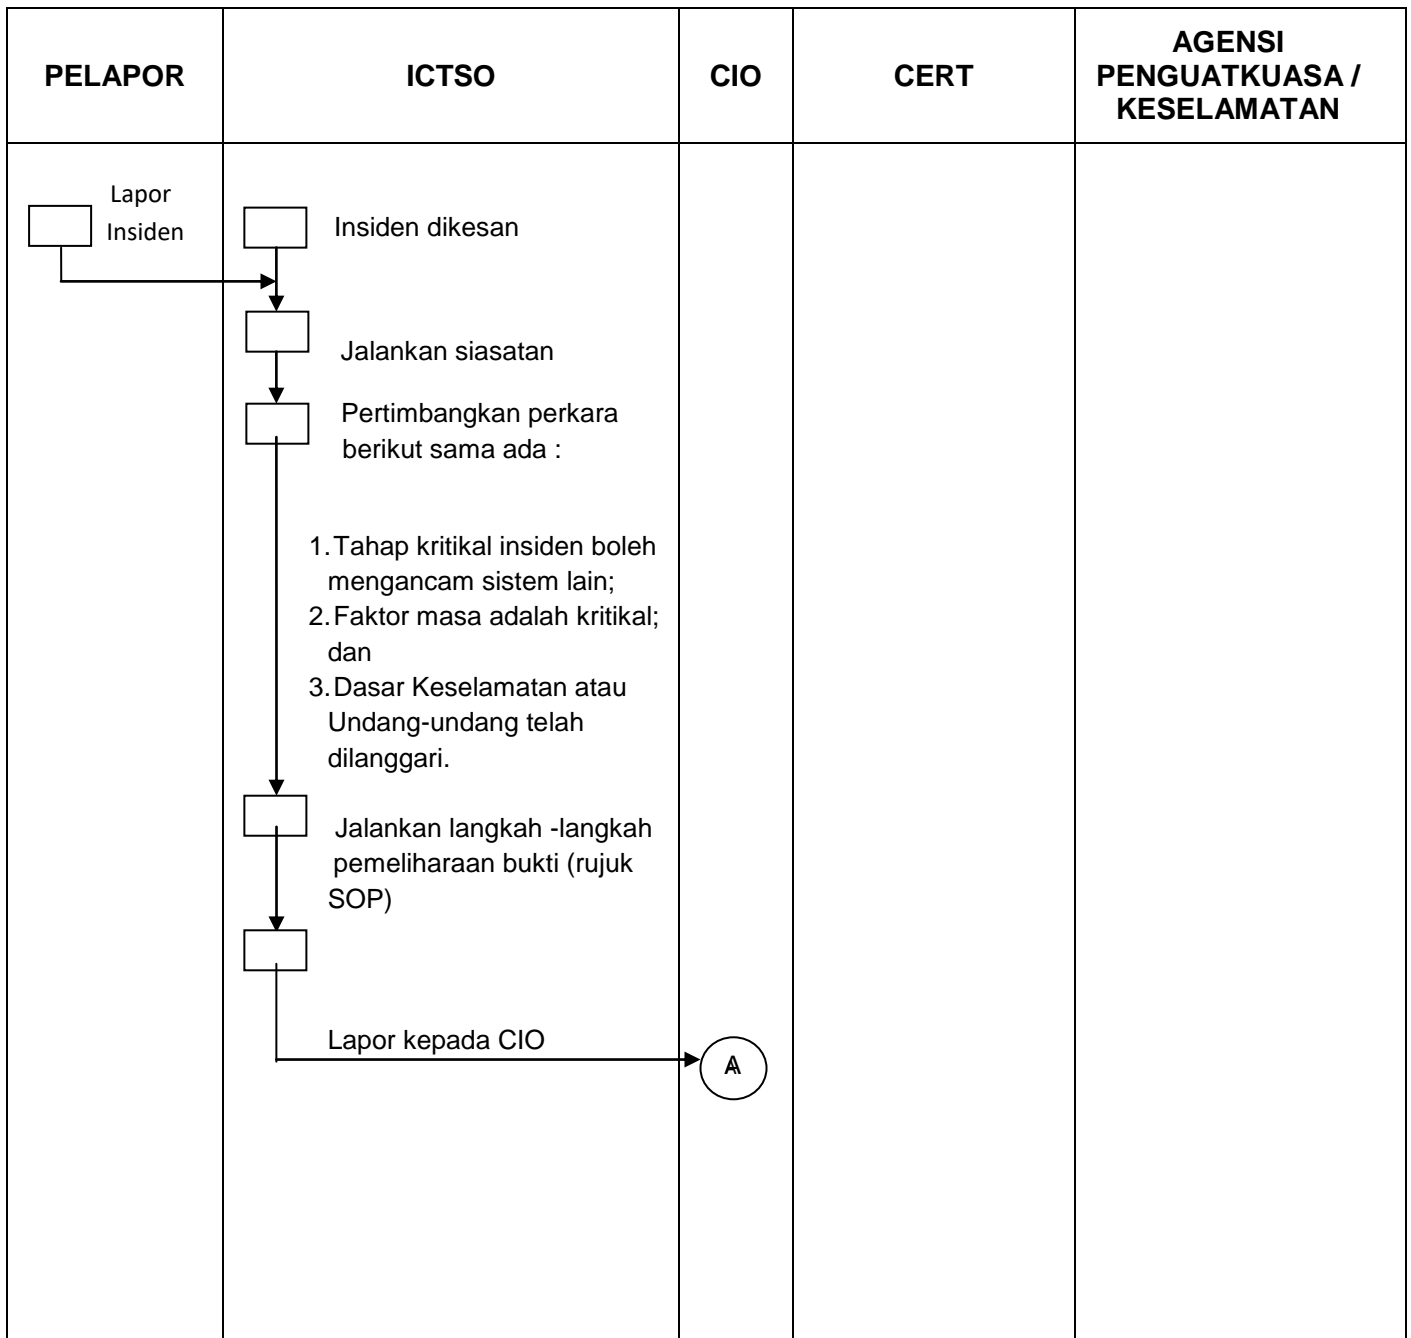 PELAPOR
ICTSO
CIO
CERT
AGENSI
PENGUATKUASA /
KESELAMATAN
Lapor
Insiden
Insiden dikesan
Jalankan siasatan
Pertimbangkan perkara
berikut sama ada :
1. Tahap kritikal insiden boleh
mengancam sistem lain;
2. Faktor masa adalah kritikal;
dan
3. Dasar Keselamatan atau
Undang-undang telah
dilanggari.
Jalankan langkah -langkah
pemeliharaan bukti (rujuk
SOP)
Lapor kepada CIO
A